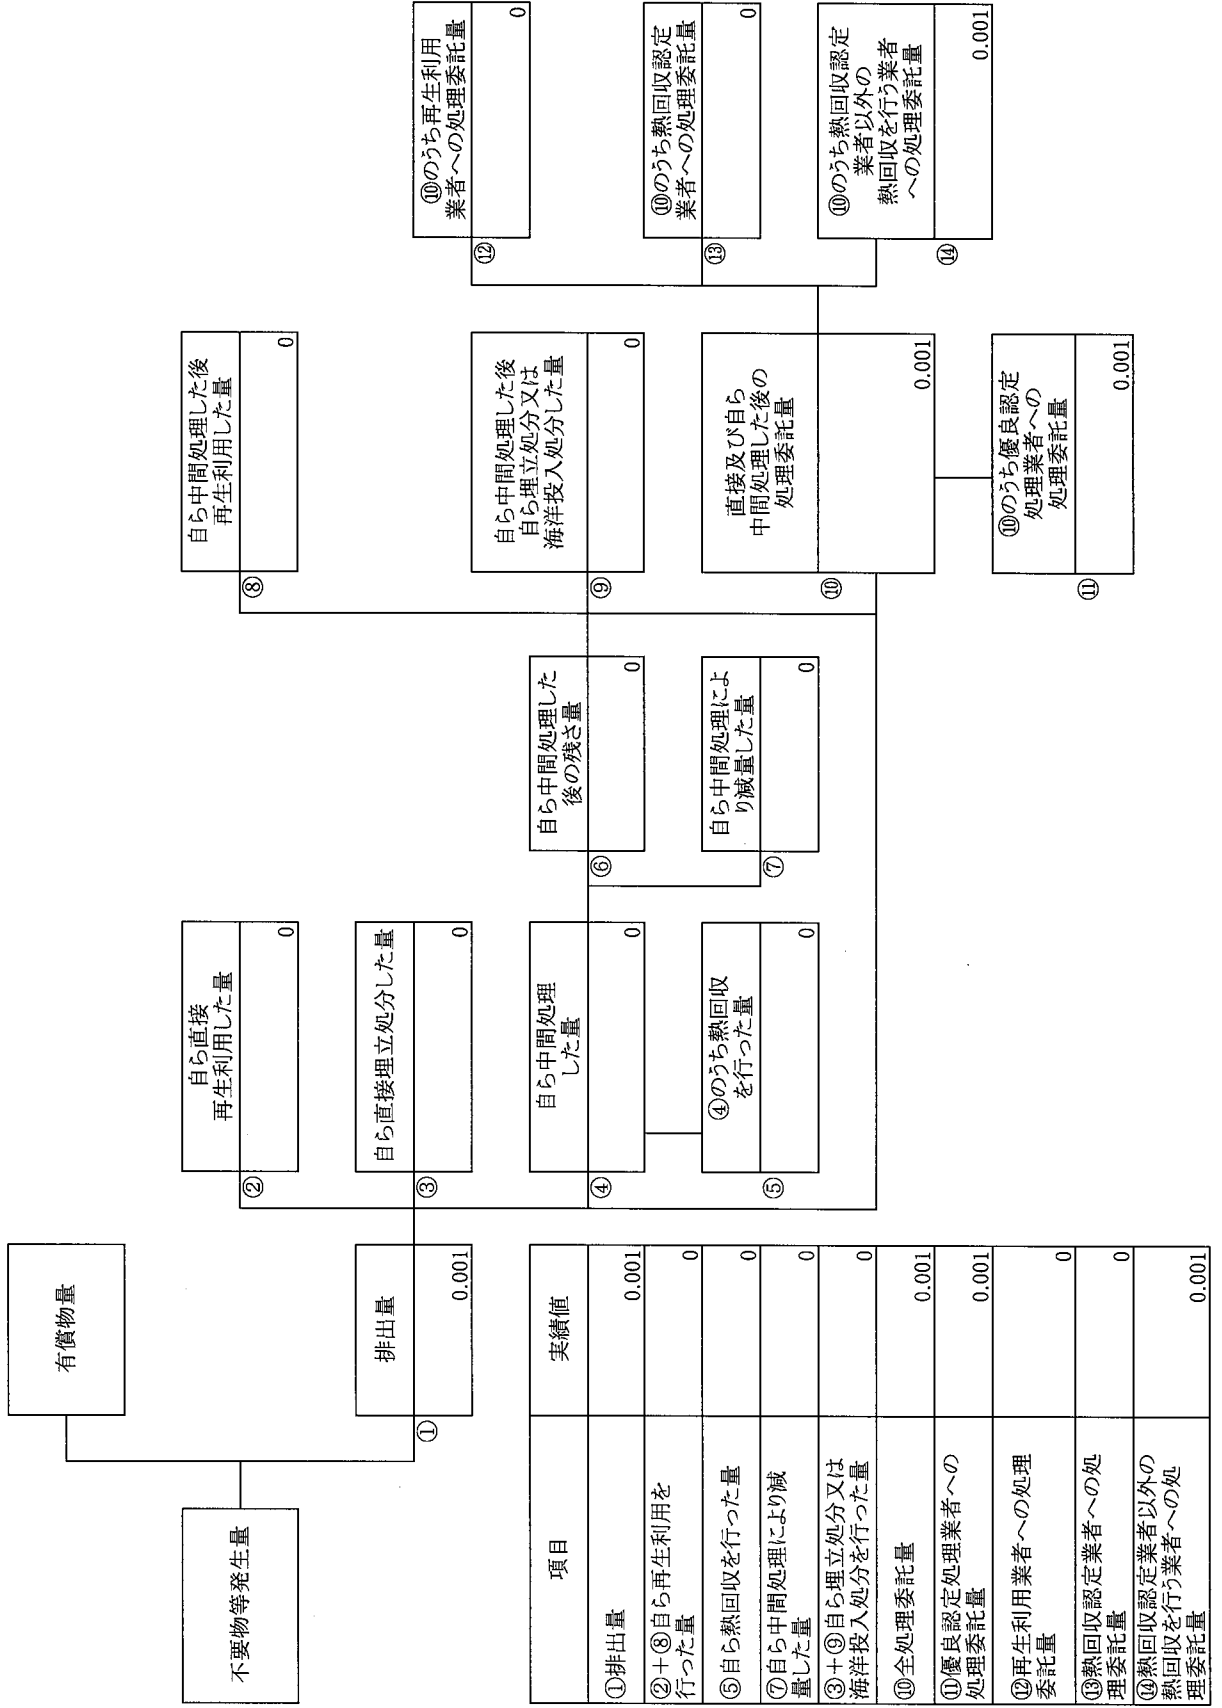 有償物量
不要物等発生量
①
排出量
0.001
②
自ら直接
再生利用した量
0
③
自ら直接埋立処分した量
0
④
自ら中間処理
した量
0
⑤
④のうち熱回収
を行った量
0
⑥
自ら中間処理した
後の残さ量
0
⑦
自ら中間処理によ
り減量した量
0
⑧
自ら中間処理した後
再生利用した量
0
⑨
自ら中間処理した後
自ら埋立処分又は
海洋投入処分した量
0
⑩
直接及び自ら
中間処理した後の
処理委託量
0.001
⑪
⑩のうち優良認定
処理業者への
処理委託量
0.001
⑫
⑩のうち再生利用
業者への処理委託量
0
⑬
⑩のうち熱回収認定
業者への処理委託量
0
⑭
⑩のうち熱回収認定
業者以外の
熱回収を行う業者
への処理委託量
0.001
項目 実績値
①排出量 0.001
②+⑧自ら再生利用を
行った量 0
⑤自ら熱回収を行った量 0
⑦自ら中間処理により減
量した量 0
③+⑨自ら埋立処分又は
海洋投入処分を行った量 0
⑩全処理委託量 0.001
⑪優良認定処理業者への
処理委託量 0.001
⑫再生利用業者への処理
委託量 0
⑬熱回収認定業者への処
理委託量 0
⑭熱回収認定業者以外の
熱回収を行う業者への処
理委託量 0.001